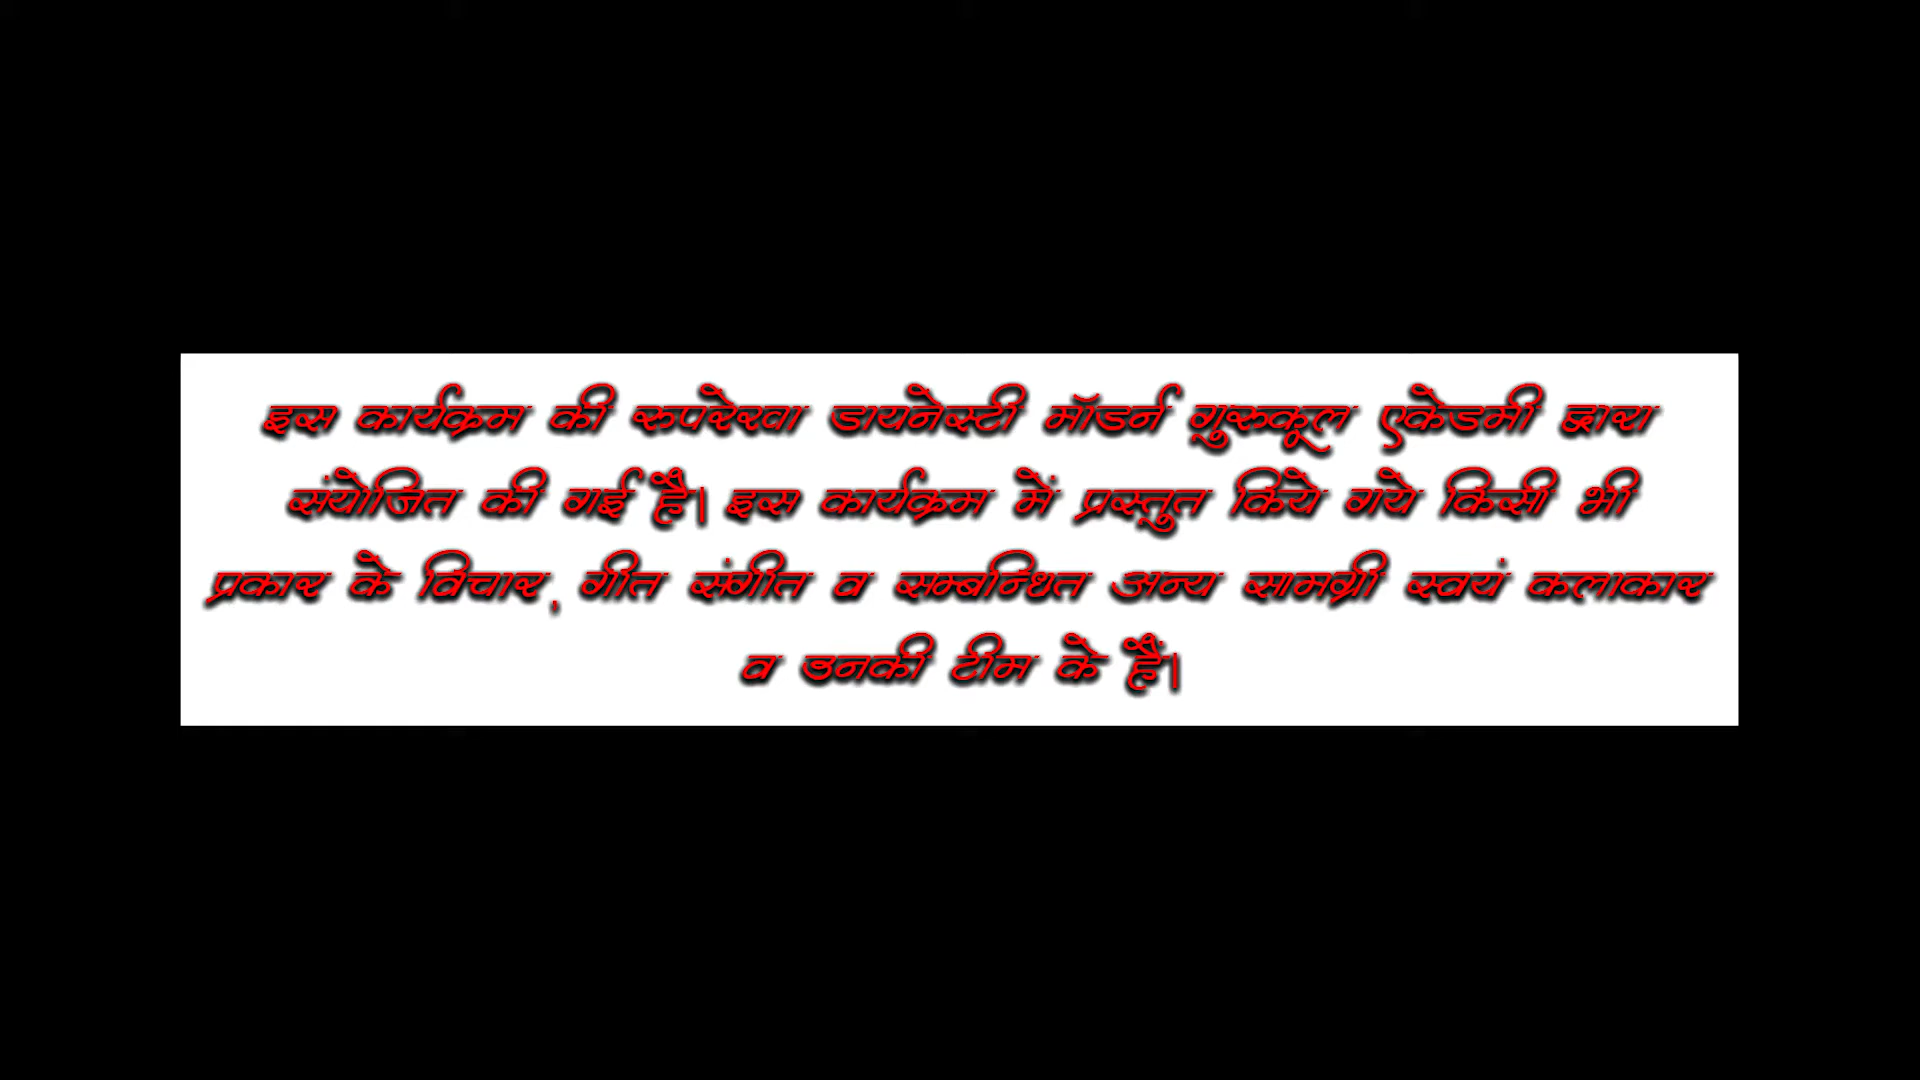 इस कार्यक्रम की रुपरेखा डायनेस्टी मॉडर्न गूरुकूल एकेडमी द्वारा
संयोजित की गई है। इस कार्यक्रम में प्रस्तुत किये गये किसी भी
प्रकार के विचार, गीत संगीत व सम्बन्धित अन्य सामग्री स्वयं कलाकार
व उनकी टीम के हैं।